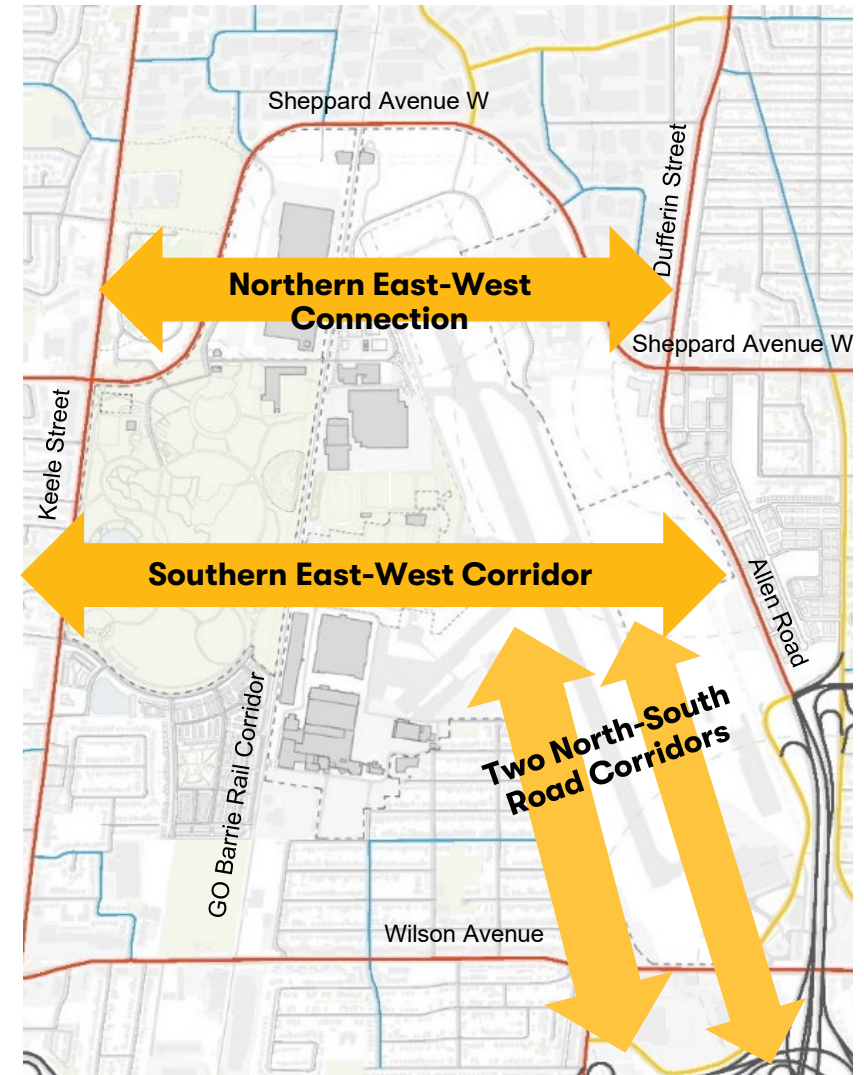 Sheppard Avenue W
Dufferin Street
Northern East-West
Connection
Sheppard Avenue W
Keele Street
Southern East-West Corridor
Allen Road
GO Barrie Rail Corridor
Two North-South
Road Corridors
Wilson Avenue